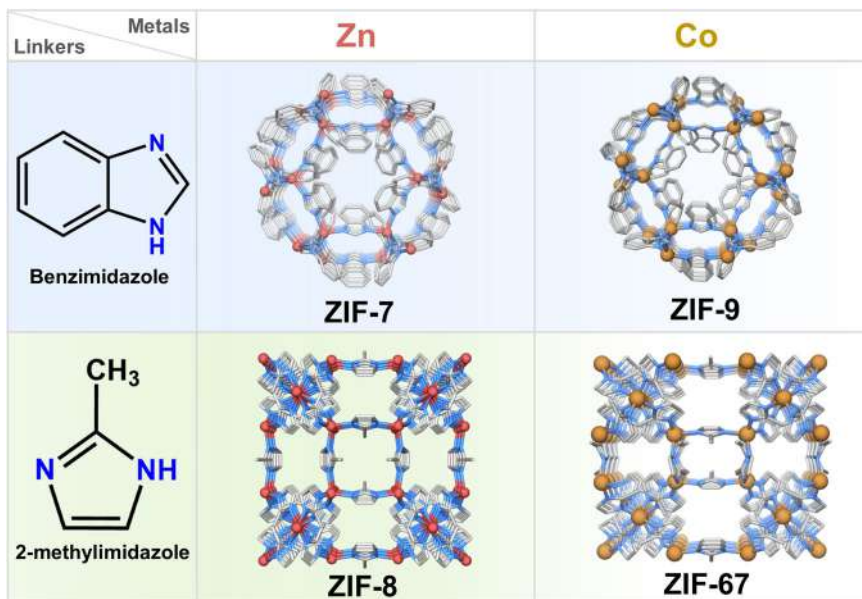 Metals
Linkers
Zn
Co
N
N
H
Benzimidazole
ZIF-7
ZIF-9
CH3
N
NH
2-methylimidazole
ZIF-8
ZIF-67